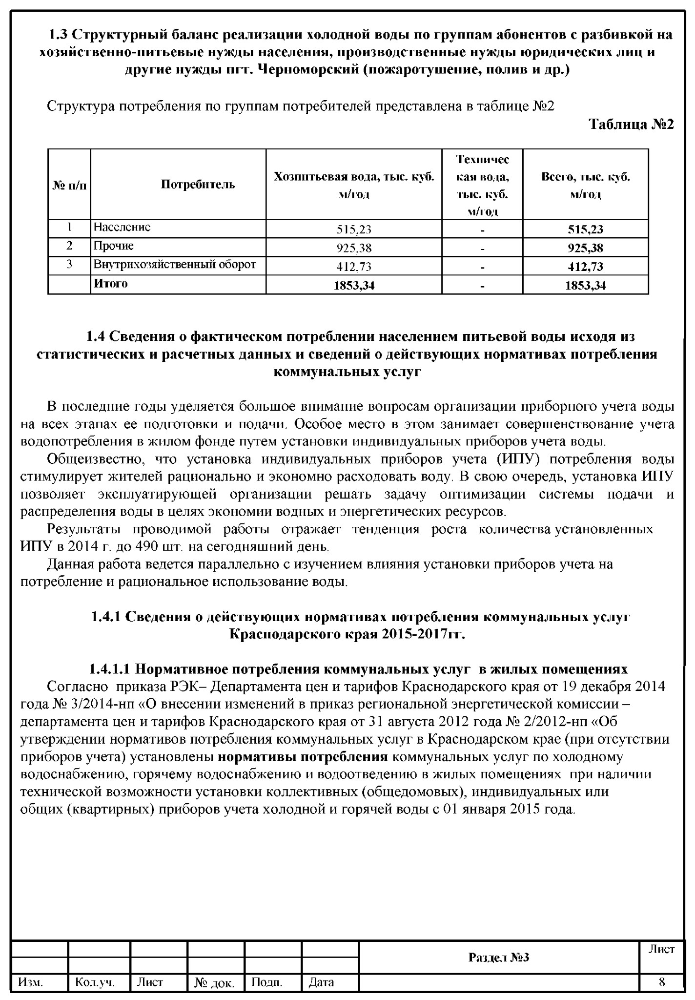 1.3 Структурный баланс реализации холодной воды по группам абонентов с разбивкой на
хозяйственно-питьевые нужды населения, производственные нужды юридических лиц и
другие нужды пгт. Черноморский (пожаротушение, полив и др.)
Структура потребления по группам потребителей представлена в таблице №2
Таблица №2
№ п/п Потребитель Хозпитьевая вода, тыс. куб. м/год Техничес кая вода, тыс. куб. м/год Всего, тыс. куб. м/год
1 Население 515,23 - 515,23
2 Прочие 925,38 - 925,38
3 Внутрихозяйственный оборот 412,73 - 412,73
Итого 1853,34 - 1853,34
1.4 Сведения о фактическом потреблении населением питьевой воды исходя из
статистических и расчетных данных и сведений о действующих нормативах потребления
коммунальных услуг
В последние годы уделяется большое внимание вопросам организации приборного учета воды
на всех этапах ее подготовки и подачи. Особое место в этом занимает совершенствование учета
водопотребления в жилом фонде путем установки индивидуальных приборов учета воды.
Общеизвестно, что установка индивидуальных приборов учета (ИПУ) потребления воды
стимулирует жителей рационально и экономно расходовать воду. В свою очередь, установка ИПУ
позволяет эксплуатирующей организации решать задачу оптимизации системы подачи и
распределения воды в целях экономии водных и энергетических ресурсов.
Результаты проводимой работы отражает тенденция роста количества установленных
ИПУ в 2014 г. до 490 шт. на сегодняшний день.
Данная работа ведется параллельно с изучением влияния установки приборов учета на
потребление и рациональное использование воды.
1.4.1 Сведения о действующих нормативах потребления коммунальных услуг
Краснодарского края 2015-2017гг.
1.4.1.1 Нормативное потребления коммунальных услуг в жилых помещениях
Согласно приказа РЭК– Департамента цен и тарифов Краснодарского края от 19 декабря 2014
года № 3/2014-нп «О внесении изменений в приказ региональной энергетической комиссии –
департамента цен и тарифов Краснодарского края от 31 августа 2012 года № 2/2012-нп «Об
утверждении нормативов потребления коммунальных услуг в Краснодарском крае (при отсутствии
приборов учета) установлены нормативы потребления коммунальных услуг по холодному
водоснабжению, горячему водоснабжению и водоотведению в жилых помещениях при наличии
технической возможности установки коллективных (общедомовых), индивидуальных или
общих (квартирных) приборов учета холодной и горячей воды с 01 января 2015 года.
Раздел №3 Лист
Изм. Кол.уч. Лист № док. Подп. Дата 8